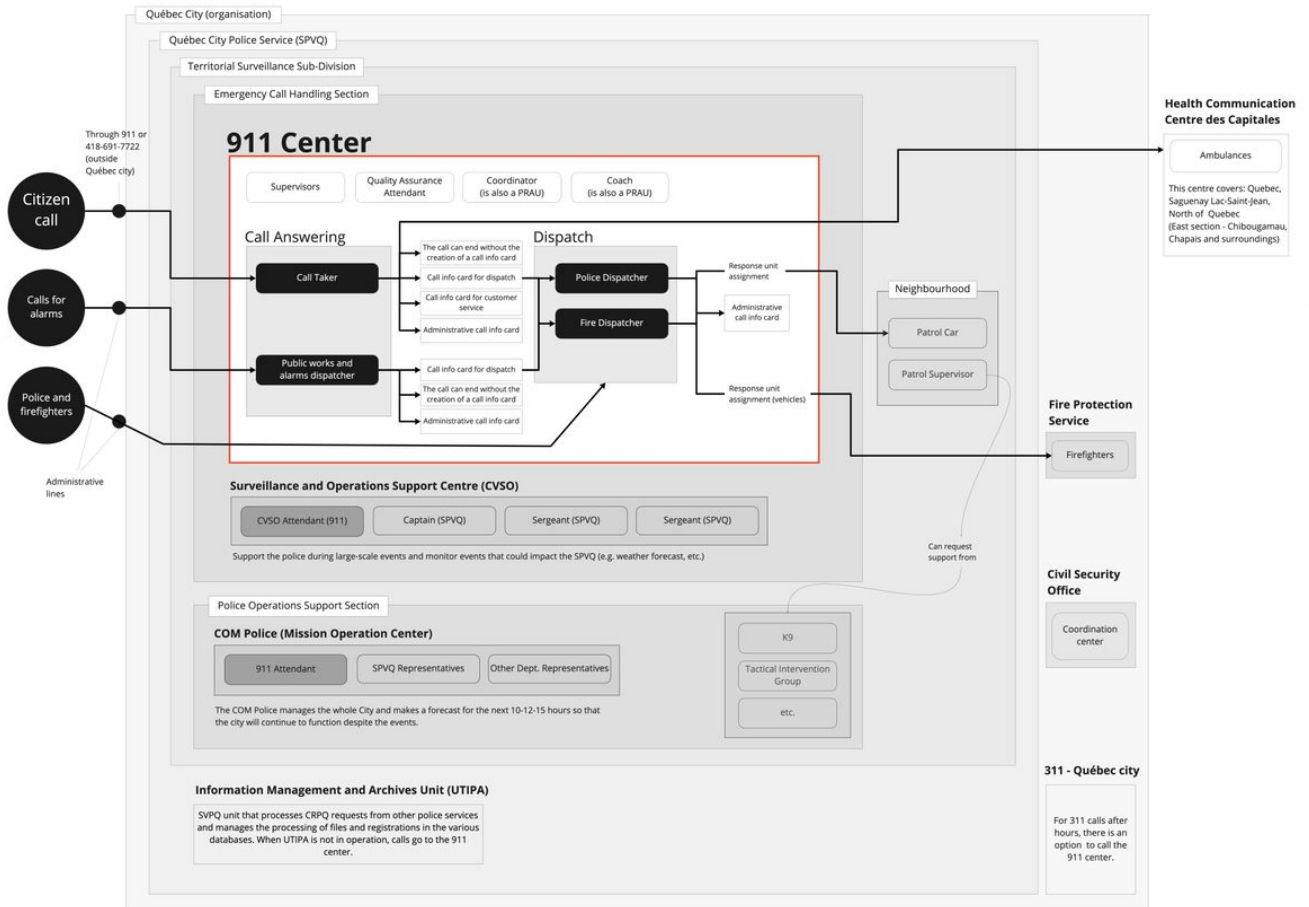 Québec City (organisation)
Québec City Police Service (SPVQ)
Territorial Surveillance Sub-Division
Emergency Call Handling Section
911 Center
Through 911 or
418-691-7722
(outside
Québec city)
Citizen
call
Calls for
alarms
Police and
firefighters
Administrative
lines
Supervisors
Quality Assurance
Attendant
Coordinator
(is also a PRAU)
Coach
(is also a PRAU)
Call Answering
Call Taker
Public works and
alarms dispatcher
The call can end without the
creation of a call info card
Call info card for dispatch
Call info card for customer
service
Administrative call info card
Call info card for dispatch
The call can end without the
creation of a call info card
Administrative call info card
Dispatch
Police Dispatcher
Fire Dispatcher
Response unit
assignment
Administrative
call info card
Response unit
assignment (vehicles)
Neighbourhood
Patrol Car
Patrol Supervisor
Can request
support from
Health Communication
Centre des Capitales
Ambulances
This centre covers: Quebec,
Saguenay Lac-Saint-Jean,
North of Quebec
(East section - Chibougamau,
Chapais and surroundings)
Fire Protection
Service
Firefighters
Surveillance and Operations Support Centre (CVSO)
CVSO Attendant (911)
Captain (SPVQ)
Sergeant (SPVQ)
Sergeant (SPVQ)
Support the police during large-scale events and monitor events that could impact the SPVQ (e.g. weather forecast, etc.)
Civil Security
Office
Coordination
center
Police Operations Support Section
COM Police (Mission Operation Center)
911 Attendant
SPVQ Representatives
Other Dept. Representatives
The COM Police manages the whole City and makes a forecast for the next 10-12-15 hours so that
the city will continue to function despite the events.
K9
Tactical Intervention
Group
etc.
Information Management and Archives Unit (UTIPA)
SVPQ unit that processes CRPQ requests from other police services
and manages the processing of files and registrations in the various
databases. When UTIPA is not in operation, calls go to the 911
center.
311 - Québec city
For 311 calls after
hours, there is an
option to call the
911 center.